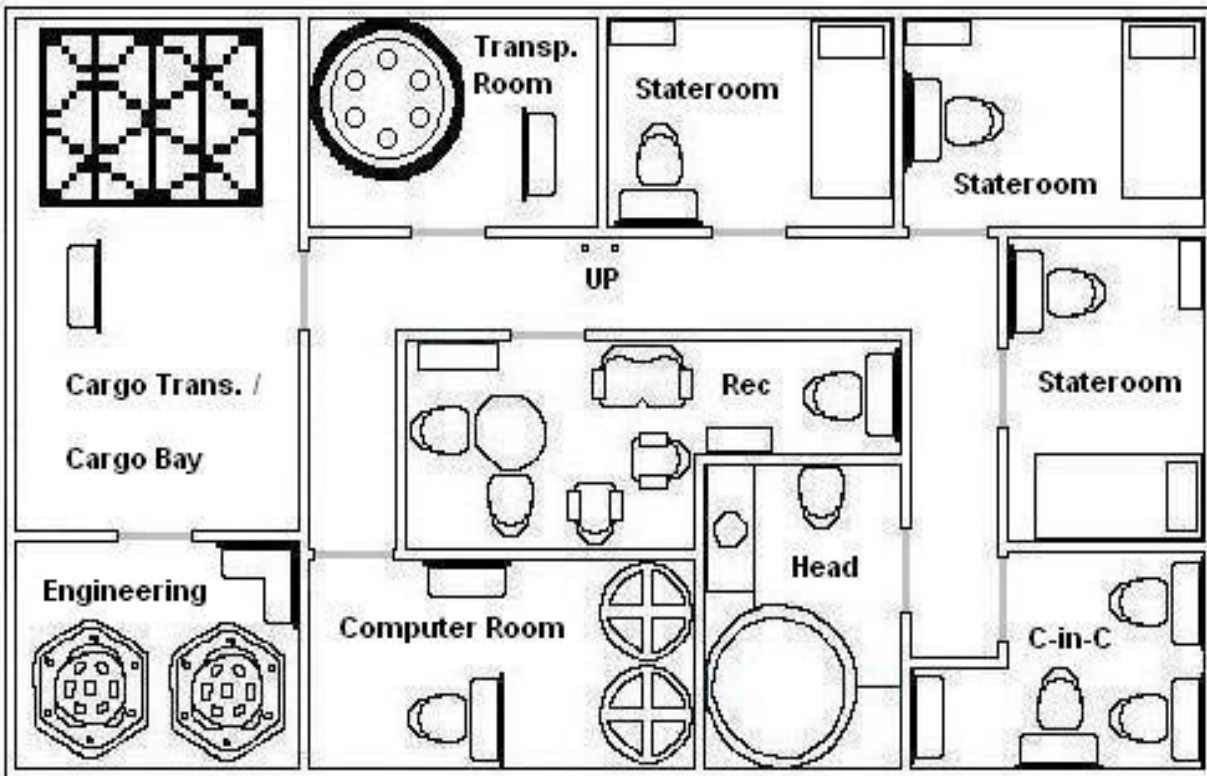 Transp.
Room
Stateroom
Stateroom
UP
Cargo Trans. /
Cargo Bay
Rec
Stateroom
Engineering
Computer Room
Head
C-in-C